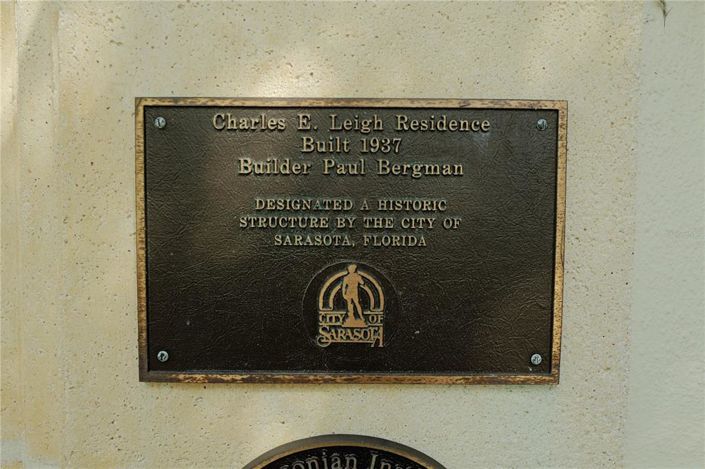 Charles E. Leigh Residence
Built 1937
Builder Paul Bergman
DESIGNATED A HISTORIC
STRUCTURE BY THE CITY OF
SARASOTA, FLORIDA
CITY OF
SARASOTA